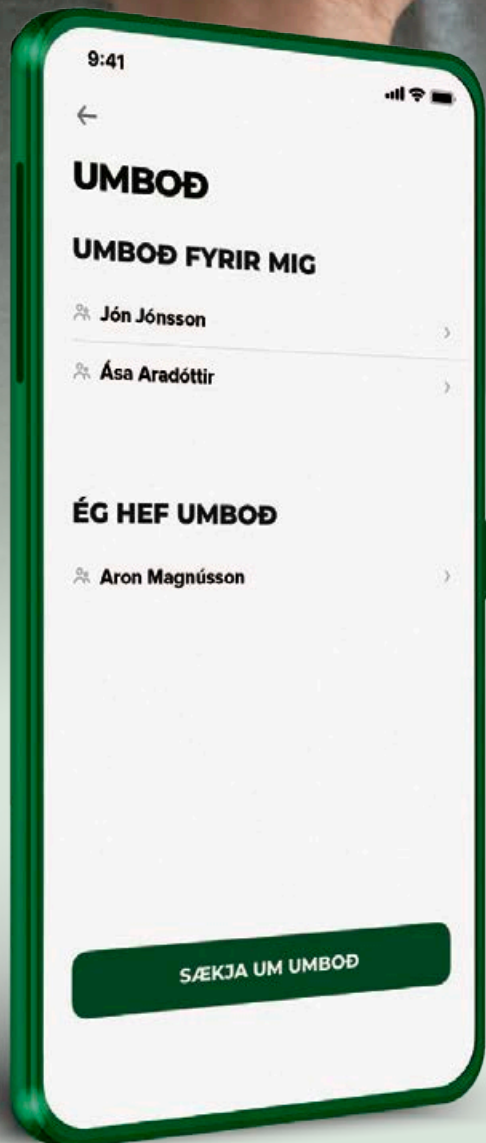 9:41
UMBOÐ
UMBOÐ FYRIR MIG
Jón Jónsson
Ása Aradóttir
ÉG HEF UMBOÐ
Aron Magnússon
SÆKJA UM UMBOÐ